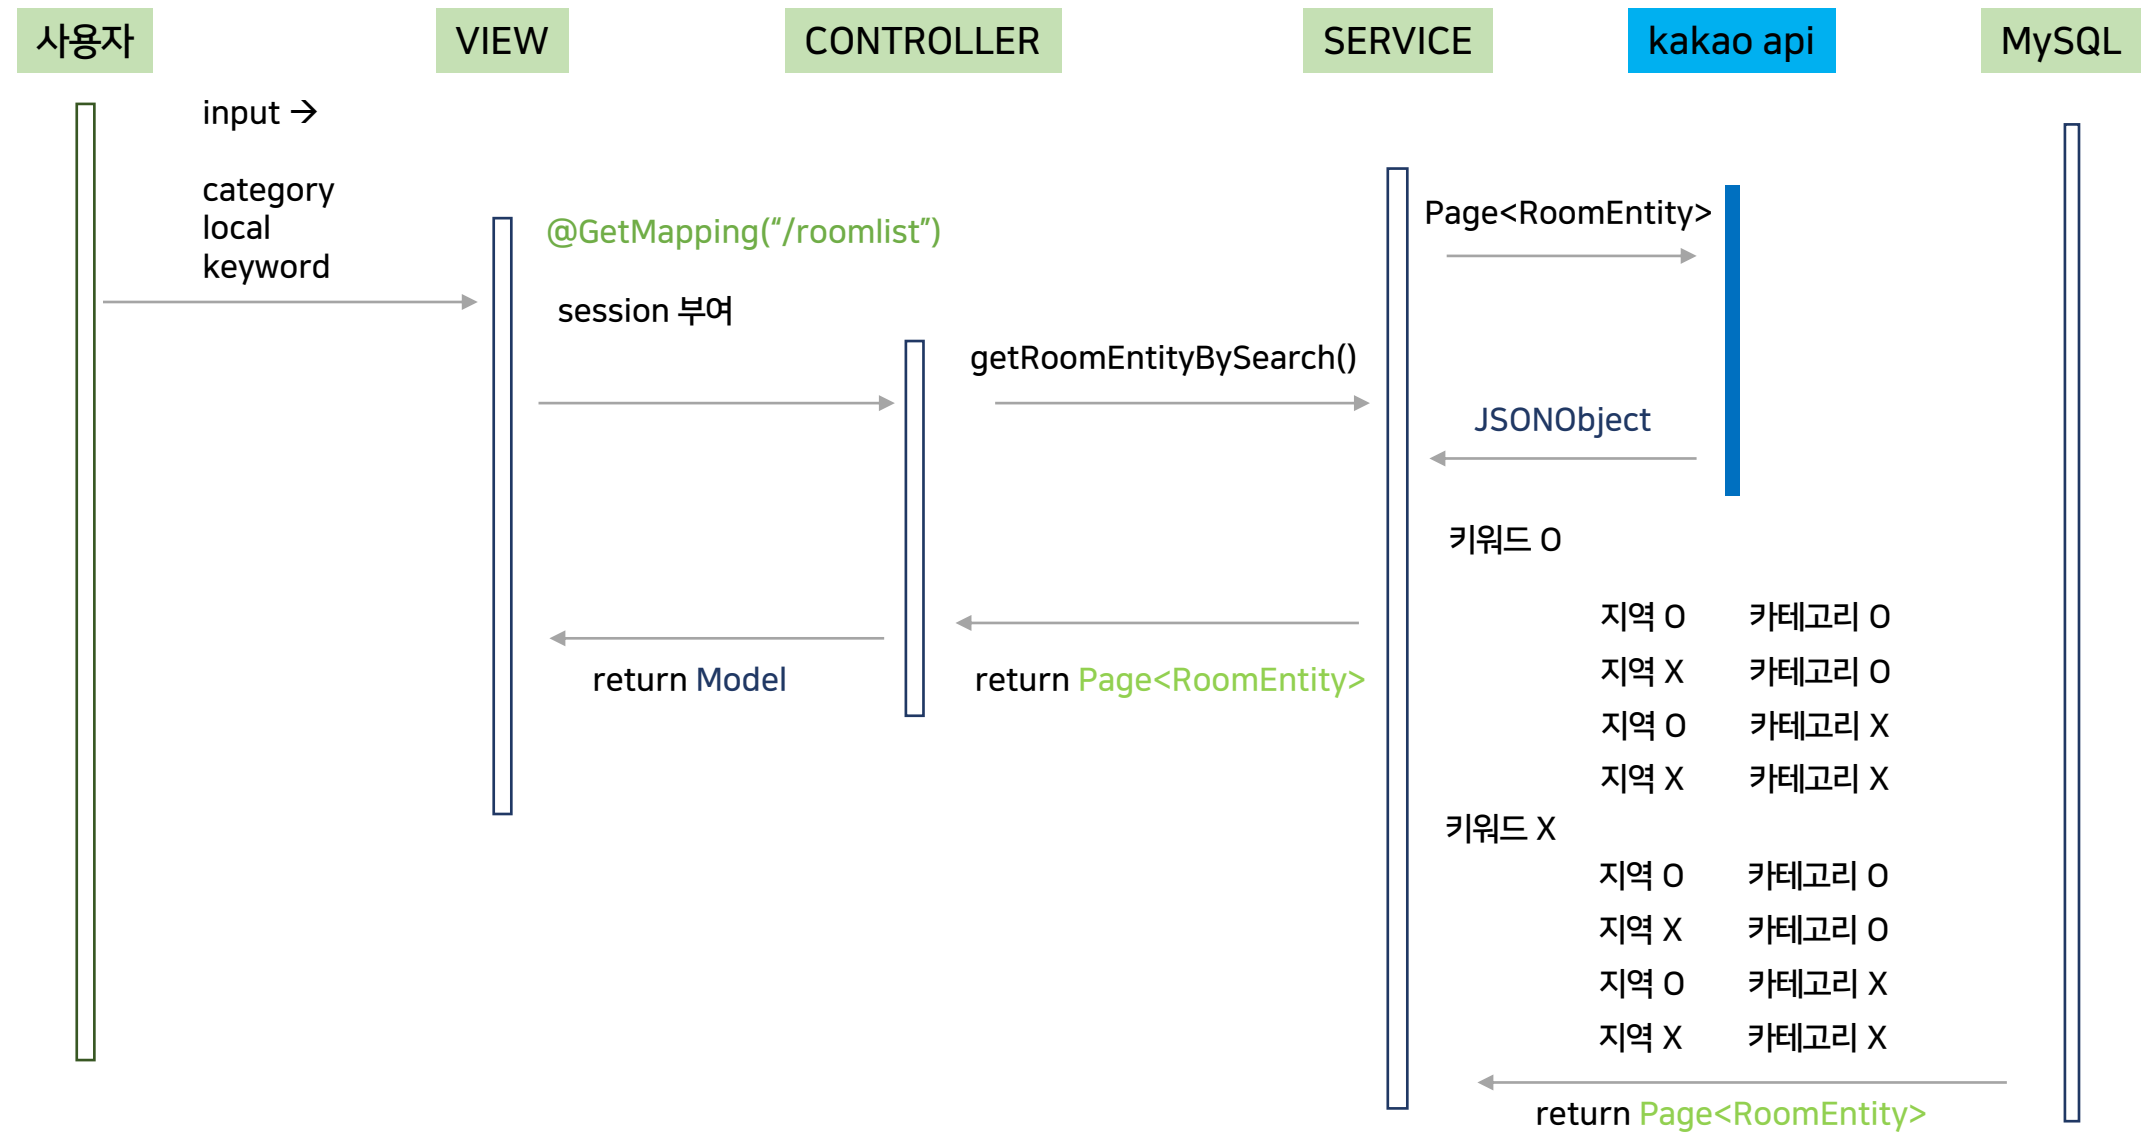 사용자
VIEW
CONTROLLER
SERVICE
kakao api
MySQL
input →
category
local
keyword
@GetMapping(“/roomlist”)
session 부여
getRoomEntityBySearch()
Page<RoomEntity>
JSONObject
return Model
return Page<RoomEntity>
키워드 O
지역 O 카테고리 O
지역 X 카테고리 O
지역 O 카테고리 X
지역 X 카테고리 X
키워드 X
지역 O 카테고리 O
지역 X 카테고리 O
지역 O 카테고리 X
지역 X 카테고리 X
return Page<RoomEntity>